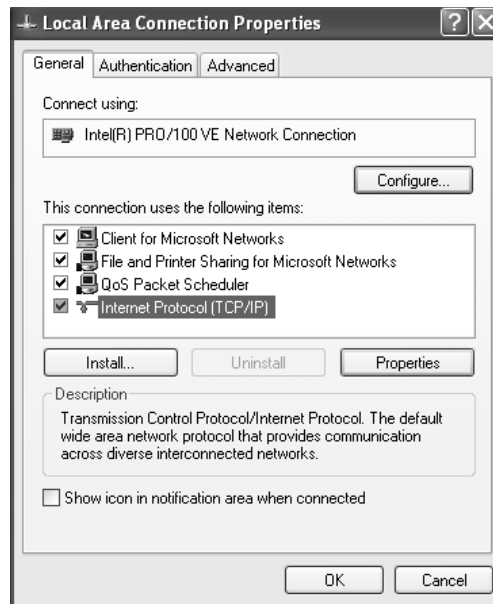 Local Area Connection Properties
General Authentication Advanced
Connect using:
Intel(R) PRO/100 VE Network Connection
Configure...
This connection uses the following items:
Client for Microsoft Networks
File and Printer Sharing for Microsoft Networks
QoS Packet Scheduler
Internet Protocol (TCP/IP)
Install... Uninstall Properties
Description
Transmission Control Protocol/Internet Protocol. The default
wide area network protocol that provides communication
across diverse interconnected networks.
Show icon in notification area when connected
OK Cancel